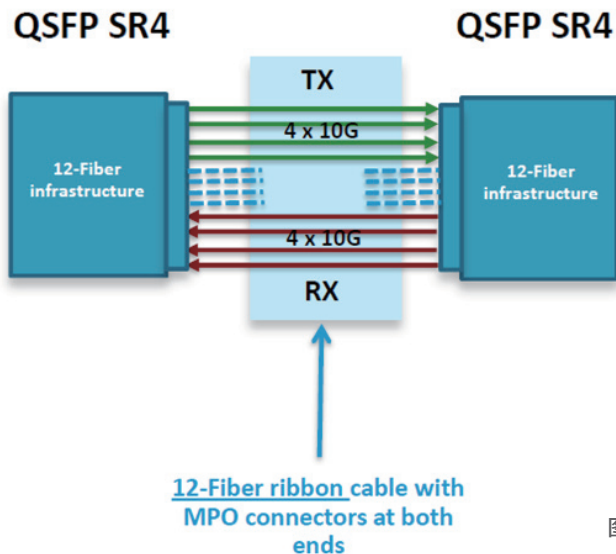 QSFP SR4
QSFP SR4
TX
4 x 10G
12-Fiber
infrastructure
12-Fiber
infrastructure
4 x 10G
RX
12-Fiber ribbon cable with
MPO connectors at both
ends